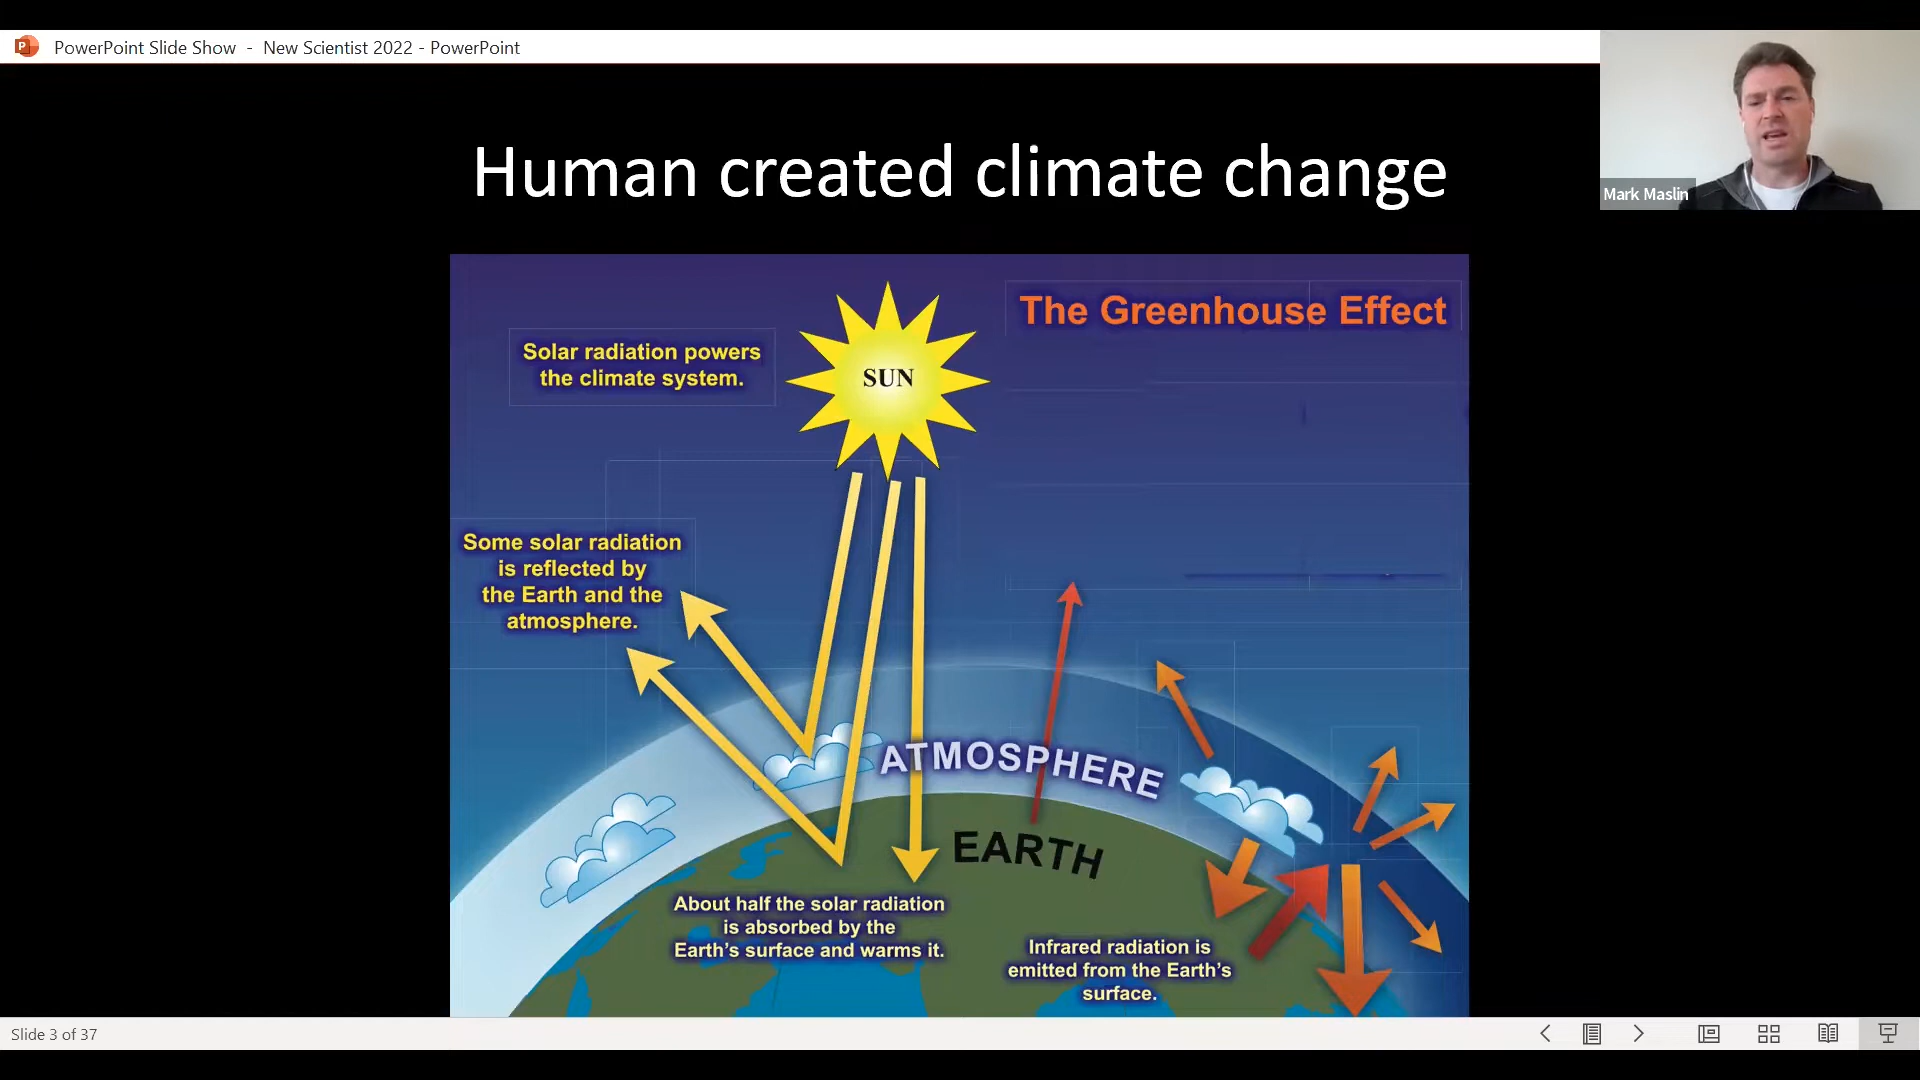 PowerPoint Slide Show - New Scientist 2022 - PowerPoint
Mark Maslin
Human created climate change
The Greenhouse Effect
Solar radiation powers
the climate system.
SUN
Some solar radiation
is reflected by
the Earth and the
atmosphere.
ATMOSPHERE
EARTH
About half the solar radiation
is absorbed by the
Earth's surface and warms it.
Infrared radiation is
emitted from the Earth's
surface.
Slide 3 of 37